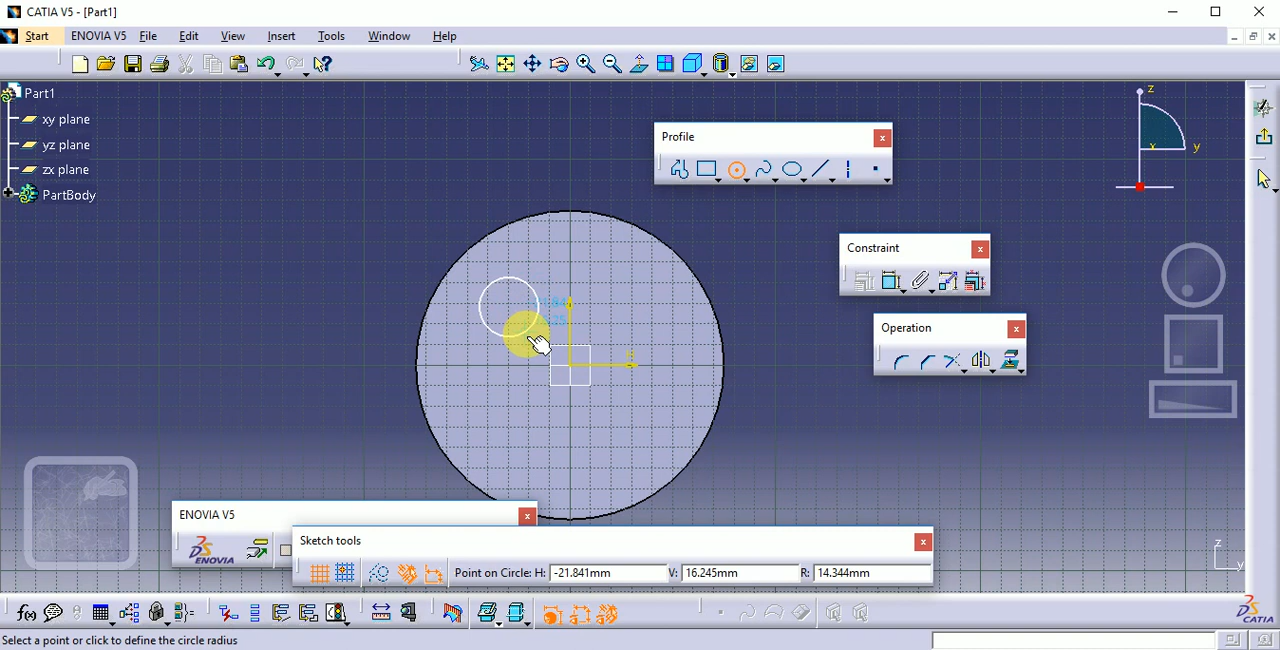 CATIA V5 - [Part1]
Start ENOVIA V5 File Edit View Insert Tools Window Help
Part1
xy plane
yz plane
zx plane
PartBody
z
x
y
Profile
Constraint
Operation
ENOVIA V5
ENOVIA
Sketch tools
Point on Circle: H: -21.841mm V: 16.245mm R: 14.344mm
z
y
f(x)
CATIA
Select a point or click to define the circle radius